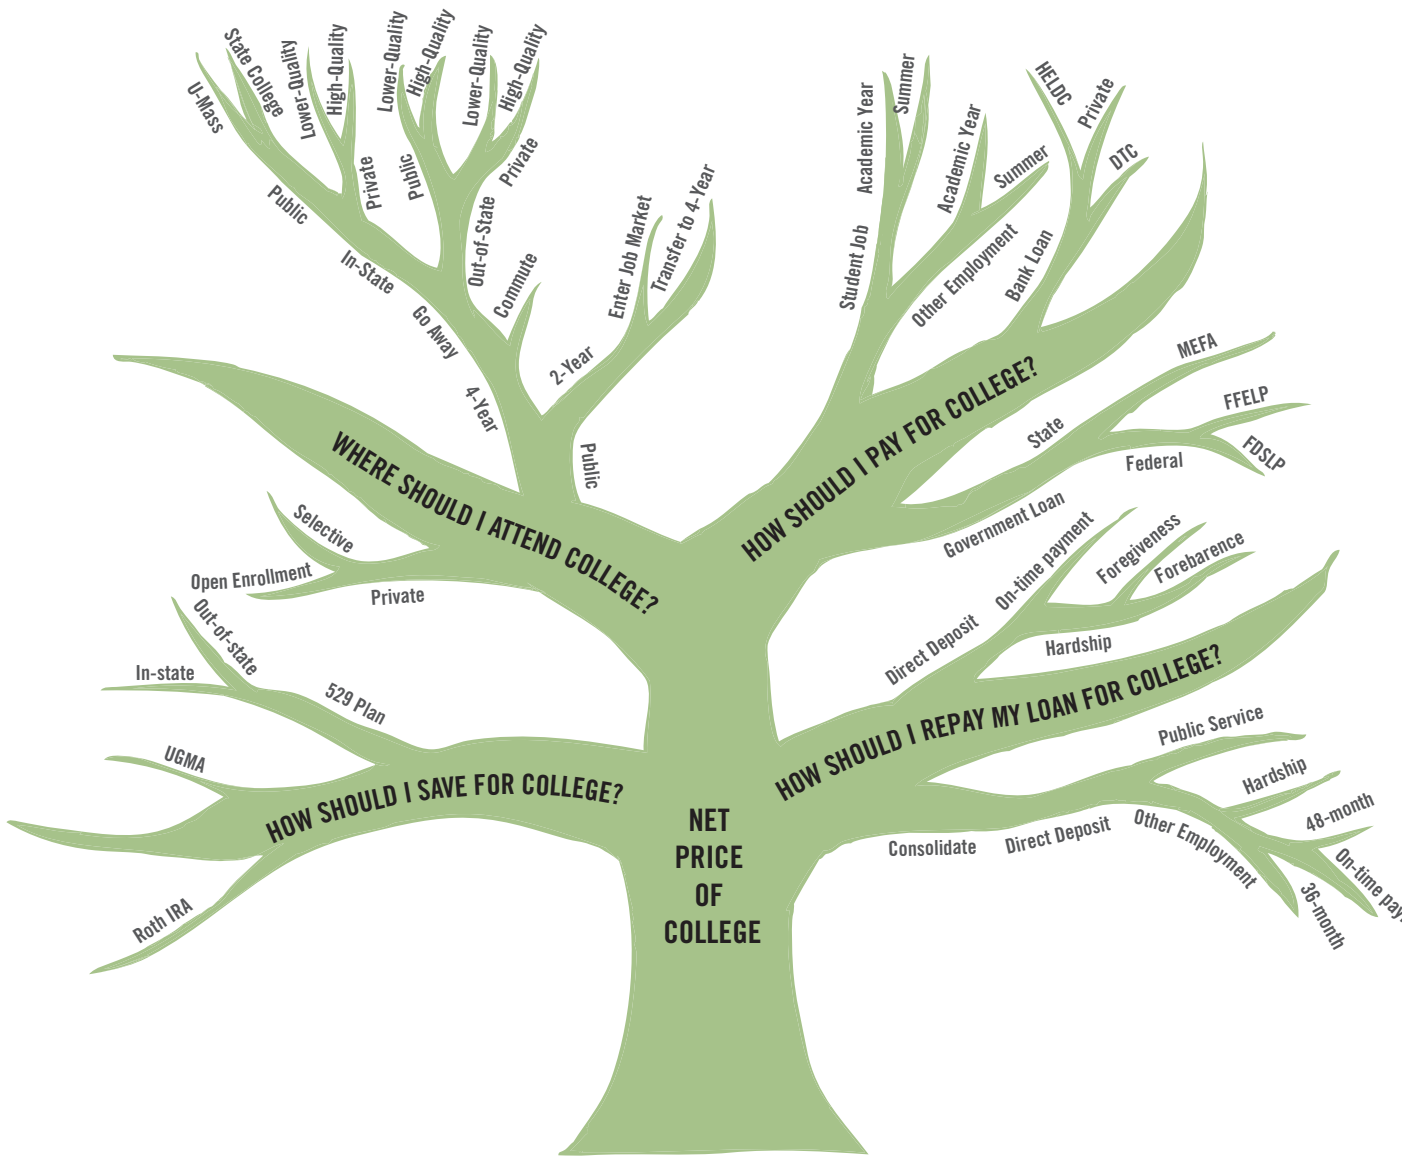 U-Mass
State College
Lower-Quality
High-Quality
Lower-Quality
High-Quality
Lower-Quality
High-Quality
Public
Private
Public
Private
In-State
Out-of-State
Go Away
Commute
4-Year
2-Year
Enter Job Market
Transfer to 4-Year
Public
WHERE SHOULD I ATTEND COLLEGE?
Selective
Open Enrollment
Private
Academic Year
Summer
Student Job
Academic Year
Summer
Other Employment
HELDC
Private
DTC
Bank Loan
HOW SHOULD I PAY FOR COLLEGE?
MEFA
State
FFELP
FDSLP
Federal
Government Loan
Out-of-state
In-state
529 Plan
UGMA
HOW SHOULD I SAVE FOR COLLEGE?
Roth IRA
On-time payment
Foregiveness
Forebarence
Direct Deposit
Hardship
HOW SHOULD I REPAY MY LOAN FOR COLLEGE?
Public Service
Hardship
48-month
On-time pay
36-month
Other Employment
Direct Deposit
Consolidate
NET
PRICE
OF
COLLEGE